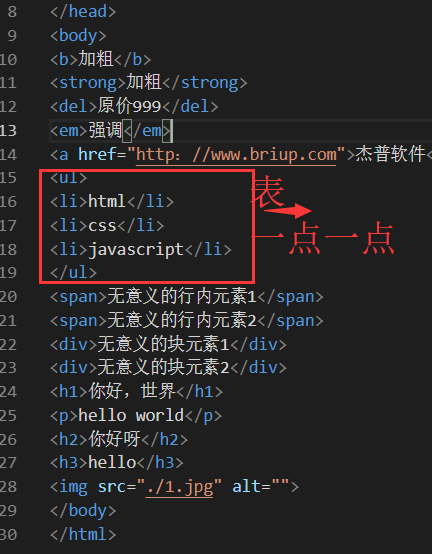 8 </head>
9 <body>
10 <b>加粗</b>
11 <strong>加粗</strong>
12 <del>原价999</del>
13 <em>强调</em>
14 <a href="http：//www.briup.com">杰普软件<
15 <ul>
16 <li>html</li>
17 <li>css</li>
18 <li>javascript</li>
19 </ul>
表
一点一点
20 <span>无意义的行内元素1</span>
21 <span>无意义的行内元素2</span>
22 <div>无意义的块元素1</div>
23 <div>无意义的块元素2</div>
24 <h1>你好，世界</h1>
25 <p>hello world</p>
26 <h2>你好呀</h2>
27 <h3>hello</h3>
28 <img src="./1.jpg" alt="">
29 </body>
30 </html>